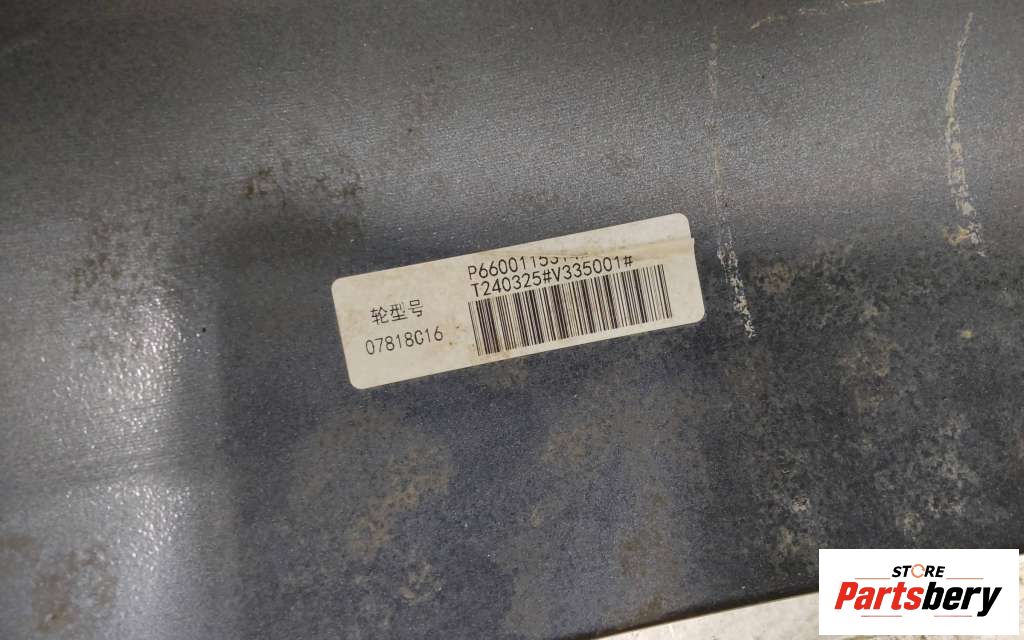 T240325#V335001#
轮型号
07818C16
STORE
Partsbery